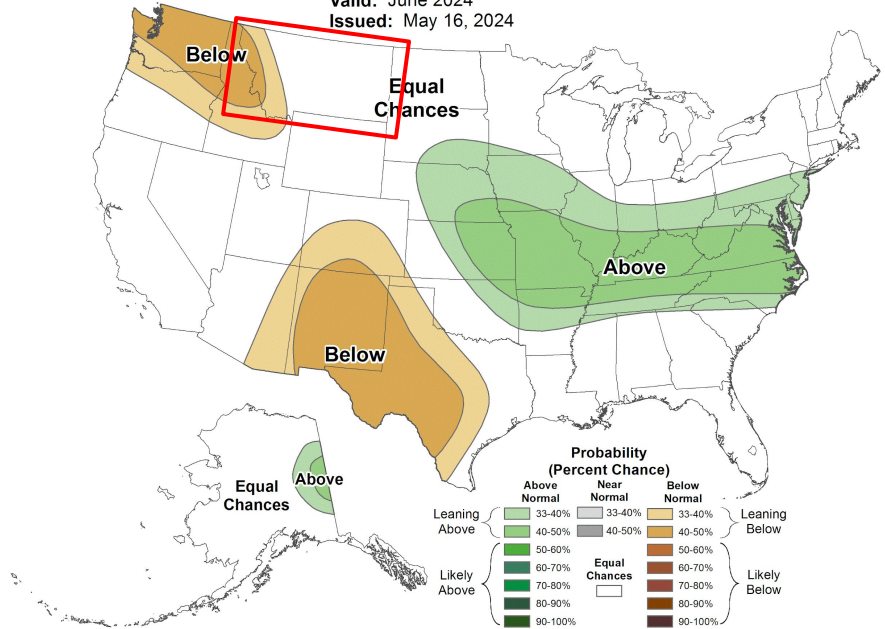 Valid: June 2024
Issued: May 16, 2024
Below
Equal
Chances
Above
Below
Equal
Chances
Above
Probability
(Percent Chance)
Above
Normal
Near
Normal
Below
Normal
Leaning
Above
33-40%
33-40%
33-40%
Leaning
Below
40-50%
40-50%
40-50%
Likely
Above
50-60%
60-70%
70-80%
80-90%
90-100%
Equal
Chances
50-60%
60-70%
70-80%
80-90%
90-100%
Likely
Below